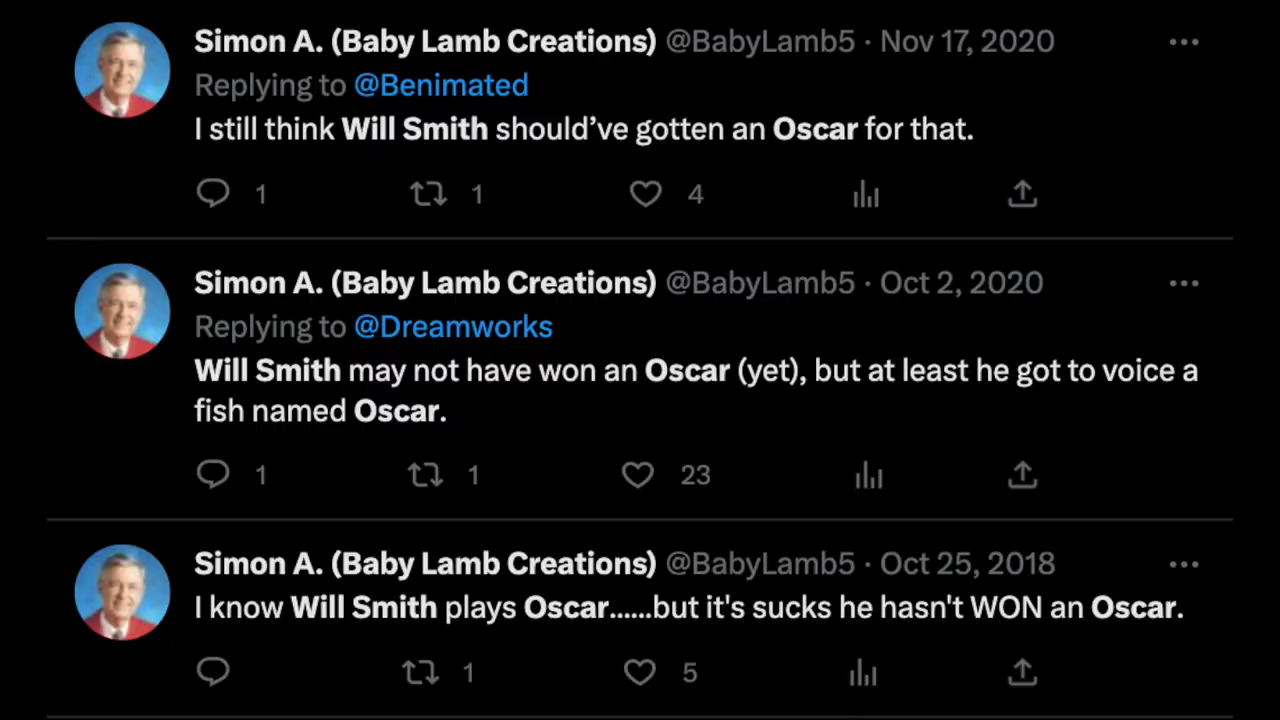 Simon A. (Baby Lamb Creations) @BabyLamb5 · Nov 17, 2020
Replying to @Benimated
I still think Will Smith should’ve gotten an Oscar for that.
1 1 4
Simon A. (Baby Lamb Creations) @BabyLamb5 · Oct 2, 2020
Replying to @Dreamworks
Will Smith may not have won an Oscar (yet), but at least he got to voice a
fish named Oscar.
1 1 23
Simon A. (Baby Lamb Creations) @BabyLamb5 · Oct 25, 2018
I know Will Smith plays Oscar......but it's sucks he hasn't WON an Oscar.
1 5